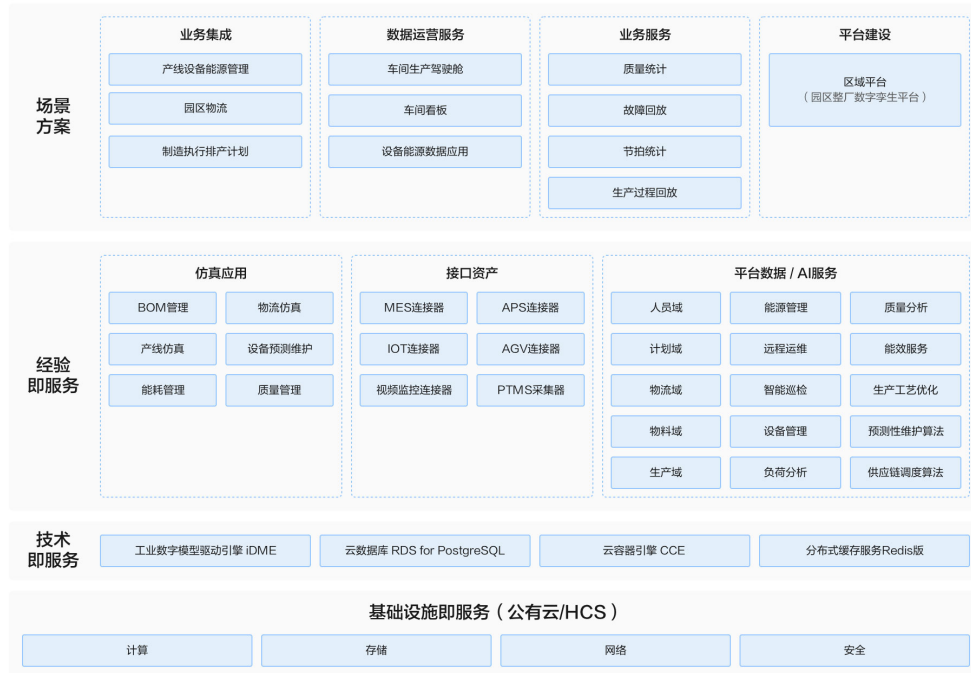 场景
方案
业务集成
产线设备能源管理
园区物流
制造执行排产计划
数据运营服务
车间生产驾驶舱
车间看板
设备能源数据应用
业务服务
质量统计
故障回放
节拍统计
生产过程回放
平台建设
区域平台
（园区整厂数字孪生平台）
经验
即服务
仿真应用
BOM管理
物流仿真
产线仿真
设备预测维护
能耗管理
质量管理
接口资产
MES连接器
APS连接器
IOT连接器
AGV连接器
视频监控连接器
PTMS采集器
平台数据 / AI服务
人员域
能源管理
质量分析
计划域
远程运维
能效服务
物流域
智能巡检
生产工艺优化
物料域
设备管理
预测性维护算法
生产域
负荷分析
供应链调度算法
技术
即服务
工业数字模型驱动引擎 iDME
云数据库 RDS for PostgreSQL
云容器引擎 CCE
分布式缓存服务Redis版
基础设施即服务（公有云/HCS）
计算
存储
网络
安全